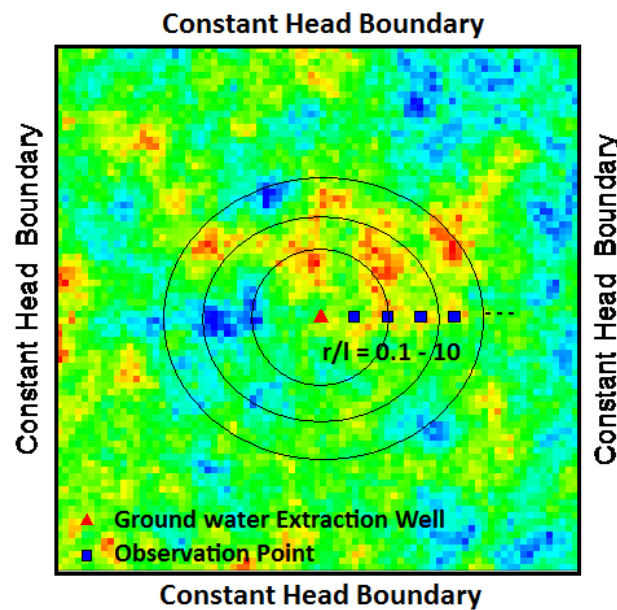 Constant Head Boundary
Constant Head Boundary
Constant Head Boundary
r/l = 0.1 - 10
Ground water Extraction Well
Observation Point
Constant Head Boundary